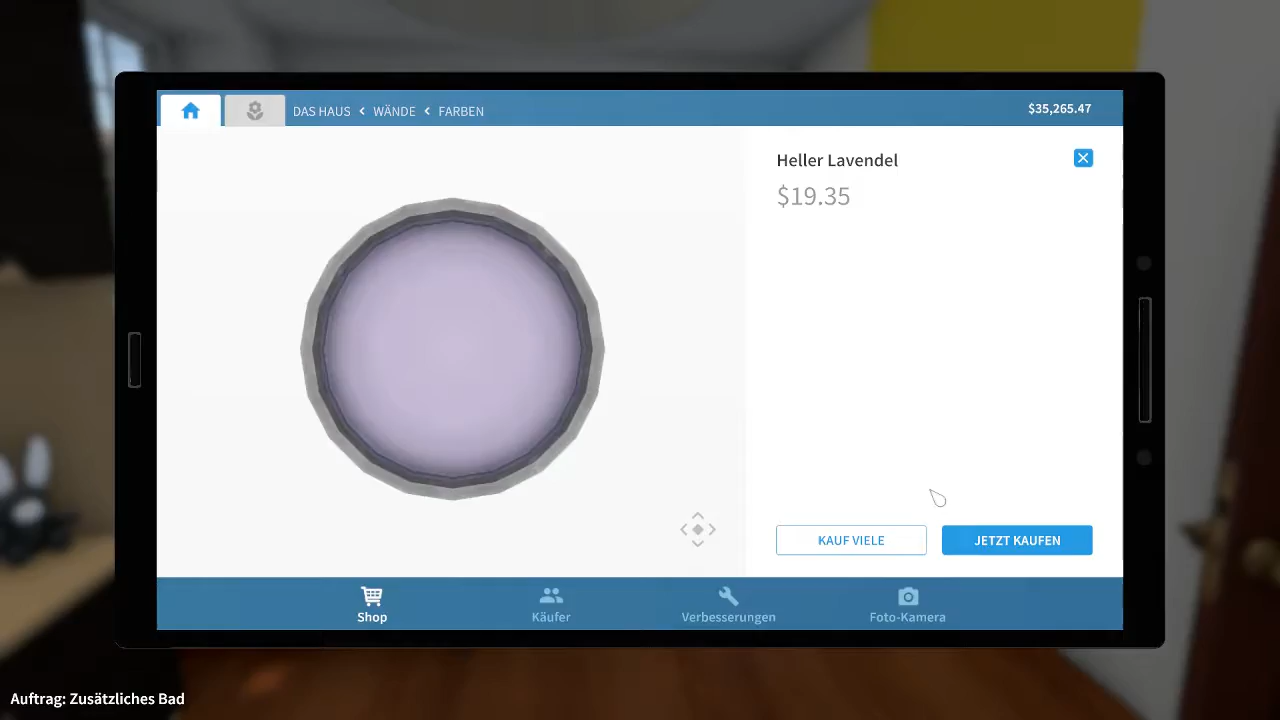 DAS HAUS < WÄNDE < FARBEN
$35,265.47
Heller Lavendel
$19.35
KAUF VIELE
JETZT KAUFEN
Shop
Käufer
Verbesserungen
Foto-Kamera
Auftrag: Zusätzliches Bad